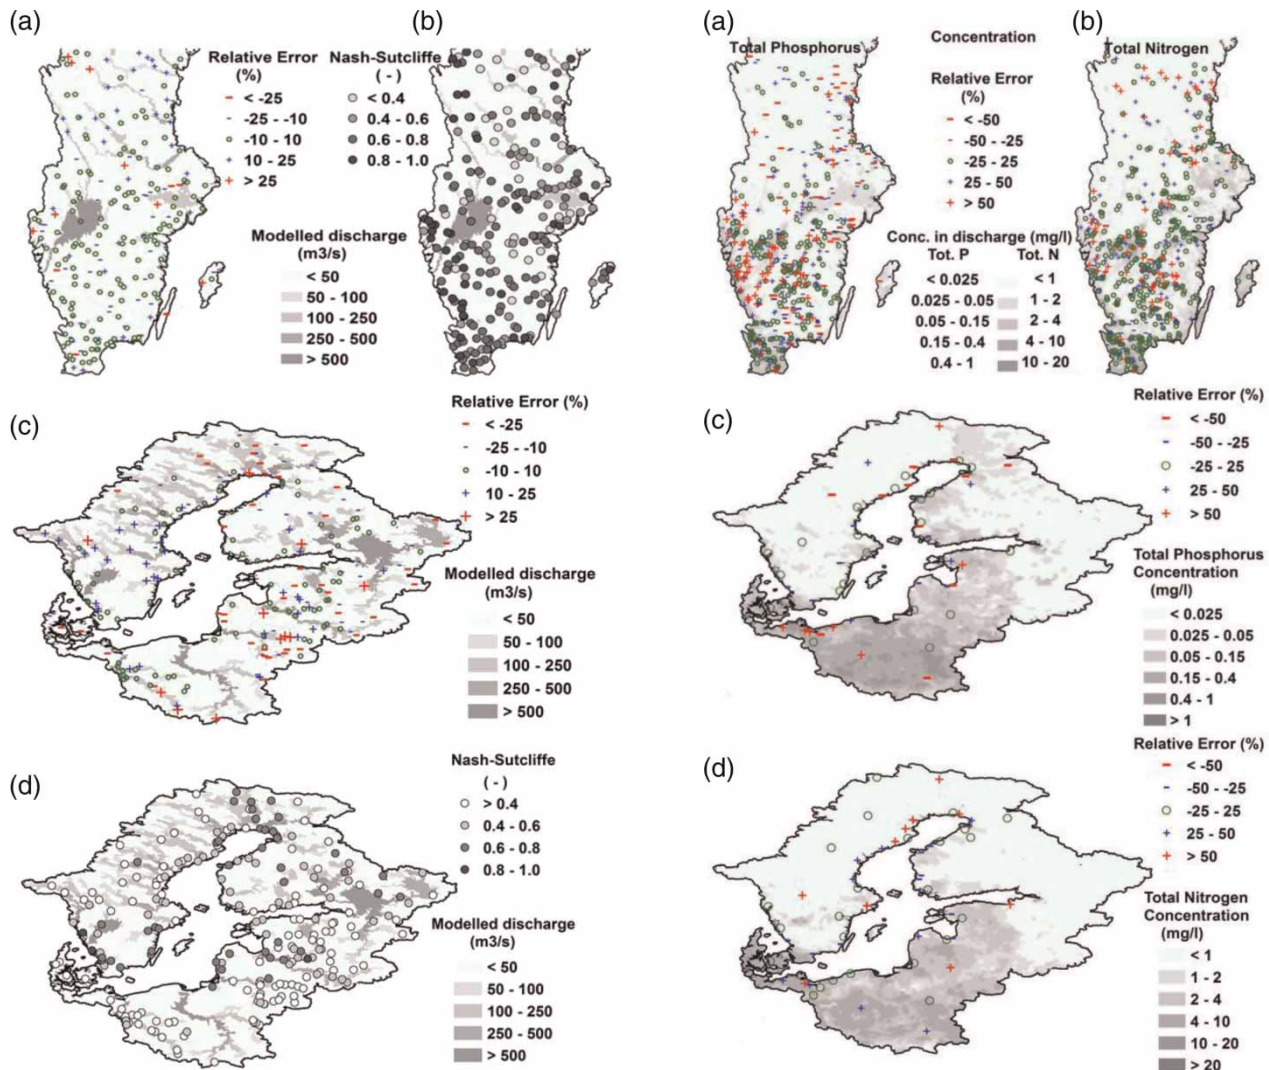 (a)
(b)
Relative Error
(%)
< -25
-25 - -10
-10 - 10
10 - 25
> 25
Nash-Sutcliffe
( - )
< 0.4
0.4 - 0.6
0.6 - 0.8
0.8 - 1.0
Modelled discharge
(m3/s)
< 50
50 - 100
100 - 250
250 - 500
> 500
(c)
Relative Error (%)
< -25
-25 - -10
-10 - 10
10 - 25
> 25
Modelled discharge
(m3/s)
< 50
50 - 100
100 - 250
250 - 500
> 500
(d)
Nash-Sutcliffe
( - )
> 0.4
0.4 - 0.6
0.6 - 0.8
0.8 - 1.0
Modelled discharge
(m3/s)
< 50
50 - 100
100 - 250
250 - 500
> 500
(a)
Total Phosphorus
Concentration
(b)
Total Nitrogen
Relative Error
(%)
< -50
-50 - -25
-25 - 25
25 - 50
> 50
Conc. in discharge (mg/l)
Tot. P Tot. N
< 0.025 < 1
0.025 - 0.05 1 - 2
0.05 - 0.15 2 - 4
0.15 - 0.4 4 - 10
0.4 - 1 10 - 20
(c)
Relative Error (%)
< -50
-50 - -25
-25 - 25
25 - 50
> 50
Total Phosphorus
Concentration
(mg/l)
< 0.025
0.025 - 0.05
0.05 - 0.15
0.15 - 0.4
0.4 - 1
> 1
(d)
Relative Error (%)
< -50
-50 - -25
-25 - 25
25 - 50
> 50
Total Nitrogen
Concentration
(mg/l)
< 1
1 - 2
2 - 4
4 - 10
10 - 20
> 20